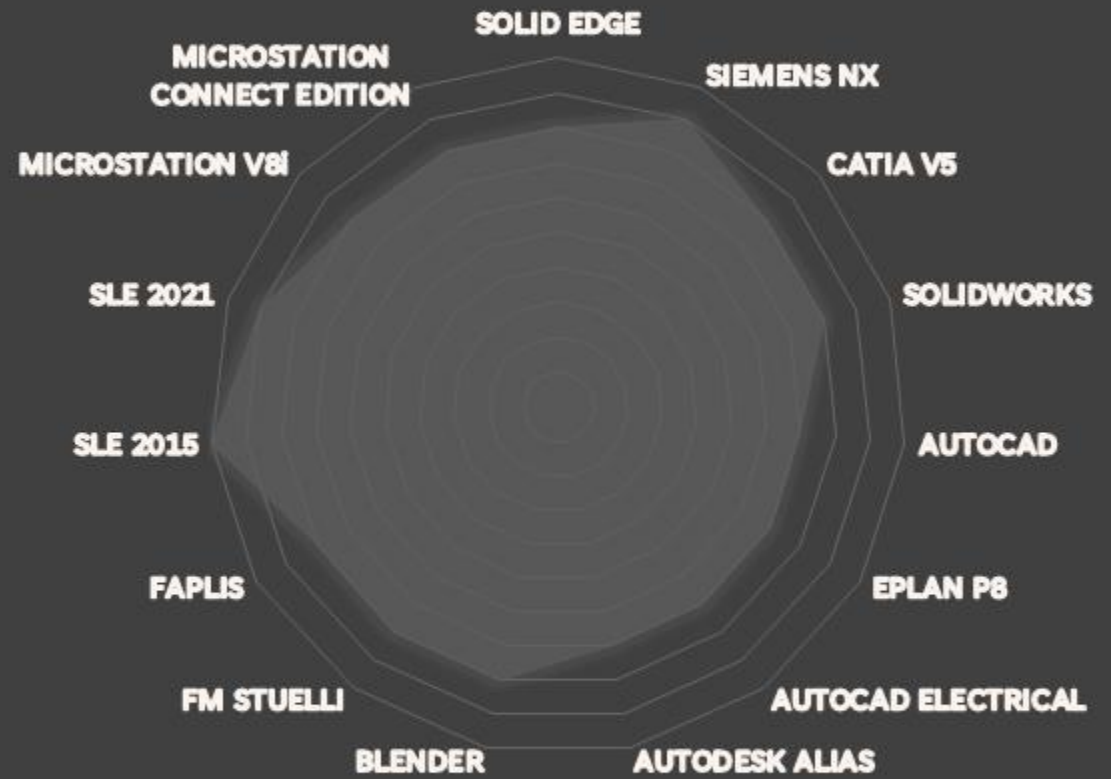 SOLID EDGE
SIEMENS NX
CATIA V5
SOLIDWORKS
AUTOCAD
EPLAN P8
AUTOCAD ELECTRICAL
AUTODESK ALIAS
BLENDER
FM STUELLI
FAPLIS
SLE 2015
SLE 2021
MICROSTATION V8i
MICROSTATION
CONNECT EDITION